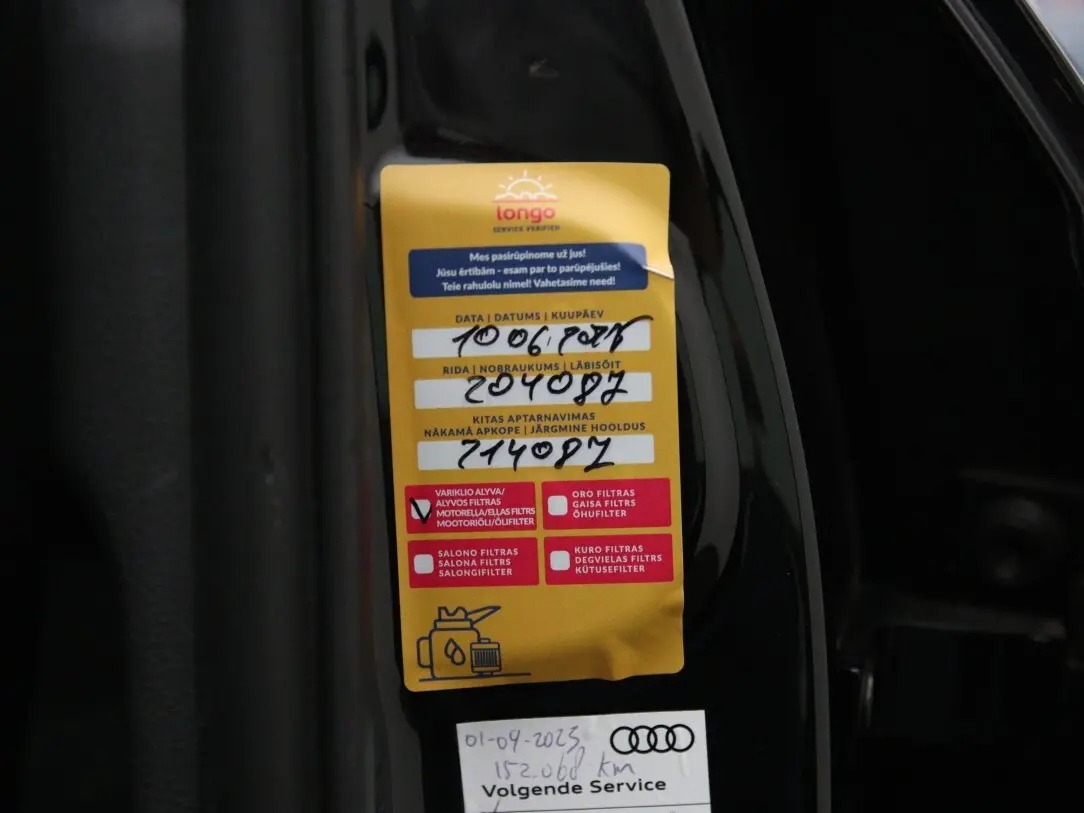 longo
SERVICE VERIFIED
Mes pasirūpinome už jus!
Jūsu ērtībām - esam par to parūpējušies!
Teie rahulolu nimel! Vahetasime need!
DATA | DATUMS | KUUPÄEV
10 06.
RIDA | NOBRAUKUMS | LÄBISÕIT
204087
KITAS APTARNAVIMAS
NĀKAMĀ APKOPE | JÄRGMINE HOOLDUS
214087
VARIKLIO ALYVA/
ALYVOS FILTRAS
MOTOREĻĻA/EĻĻAS FILTRS
MOOTORIÕLI/ÕLIFILTER
ORO FILTRAS
GAISA FILTRS
ÕHUFILTER
SALONO FILTRAS
SALONA FILTRS
SALONGIFILTER
KURO FILTRAS
DEGVIELAS FILTRS
KÜTUSEFILTER
01-09-2023
152.068 km
Volgende Service